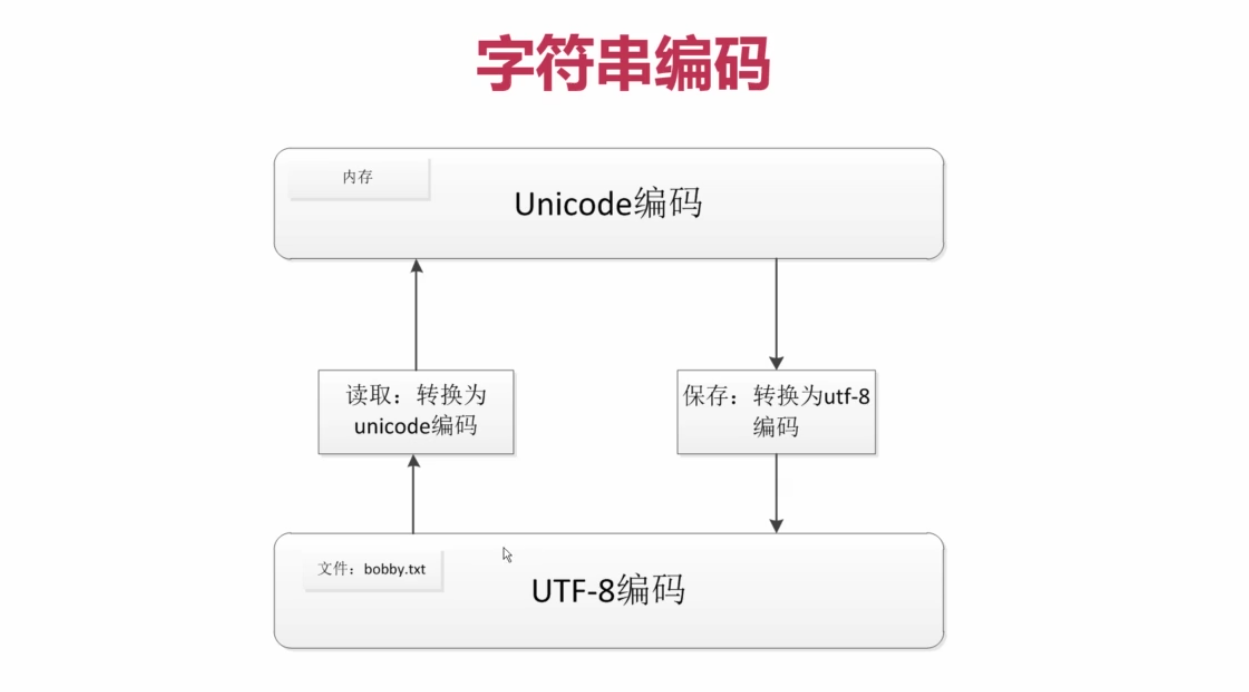 字符串编码
内存
Unicode编码
读取：转换为
unicode编码
保存：转换为utf-8
编码
文件：bobby.txt
UTF-8编码